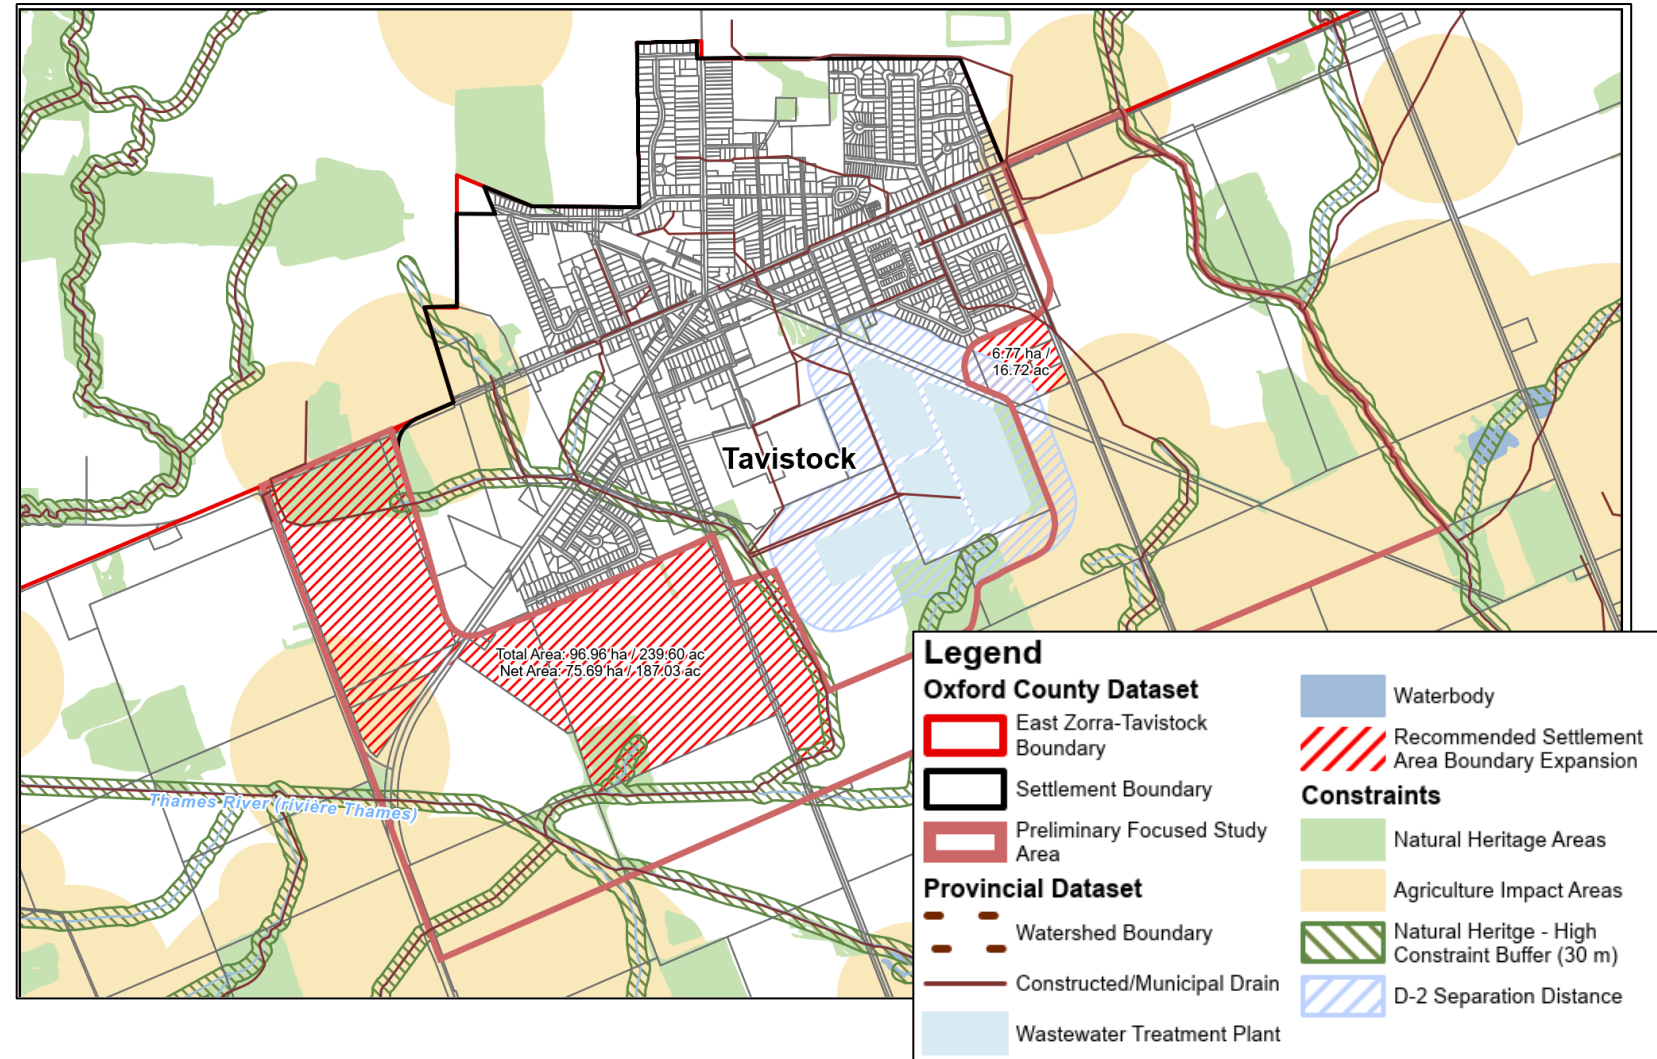 6.77 ha /
16.72 ac
Tavistock
Total Area: 96.96 ha / 239.60 ac
Net Area: 75.69 ha / 187.03 ac
Thames River (rivière Thames)
Legend
Oxford County Dataset
East Zorra-Tavistock
Boundary
Settlement Boundary
Preliminary Focused Study
Area
Provincial Dataset
Watershed Boundary
Constructed/Municipal Drain
Wastewater Treatment Plant
Waterbody
Recommended Settlement
Area Boundary Expansion
Constraints
Natural Heritage Areas
Agriculture Impact Areas
Natural Heritge - High
Constraint Buffer (30 m)
D-2 Separation Distance